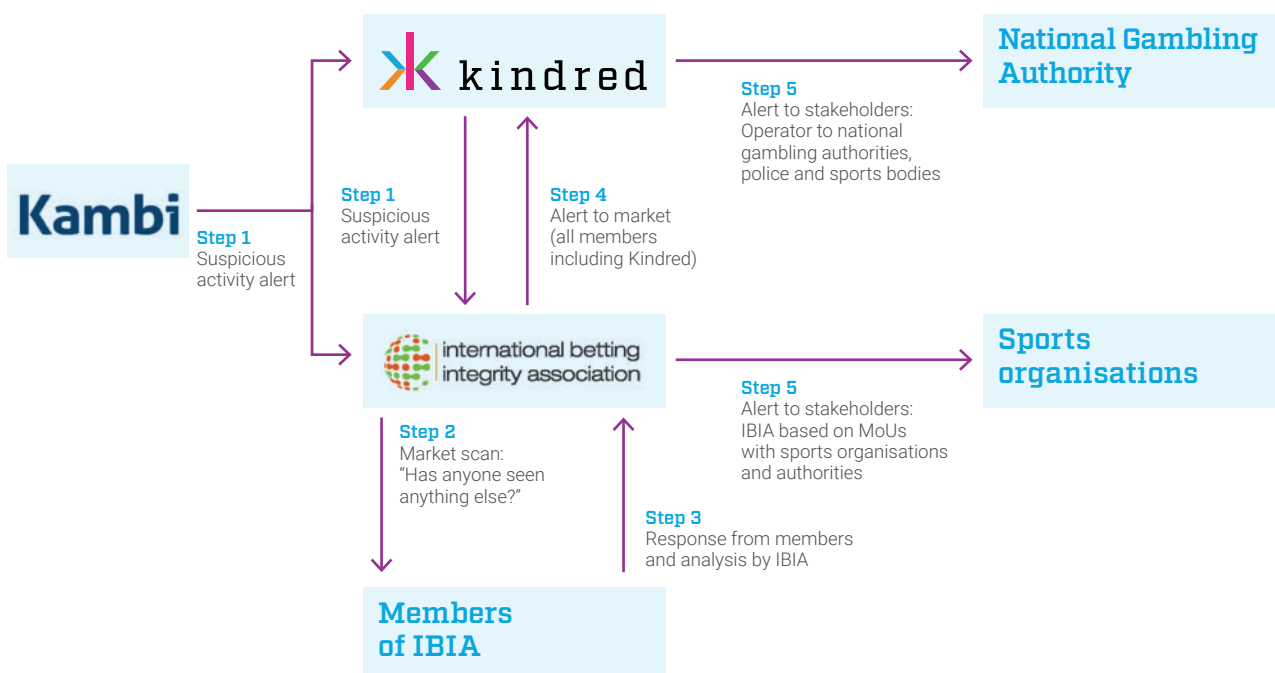 kindred
National Gambling
Authority
Step 5
Alert to stakeholders:
Operator to national
gambling authorities,
police and sports bodies
Kambi
Step 1
Suspicious
activity alert
Step 1
Suspicious
activity alert
Step 4
Alert to market
(all members
including Kindred)
international betting
integrity association
Sports
organisations
Step 5
Alert to stakeholders:
IBIA based on MoUs
with sports organisations
and authorities
Step 2
Market scan:
“Has anyone seen
anything else?”
Step 3
Response from members
and analysis by IBIA
Members
of IBIA